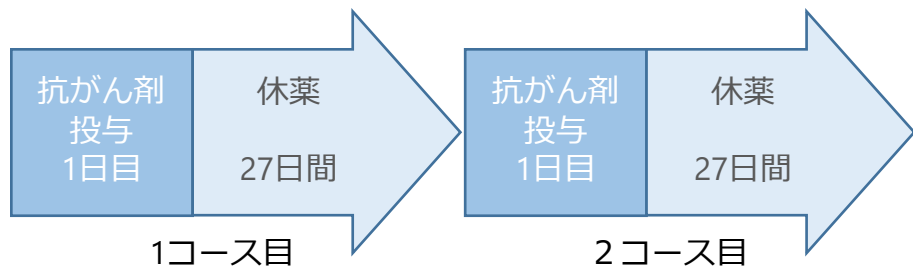 抗がん剤
投与
1日目
休薬
27日間
抗がん剤
投与
1日目
休薬
27日間
1コース目
２コース目